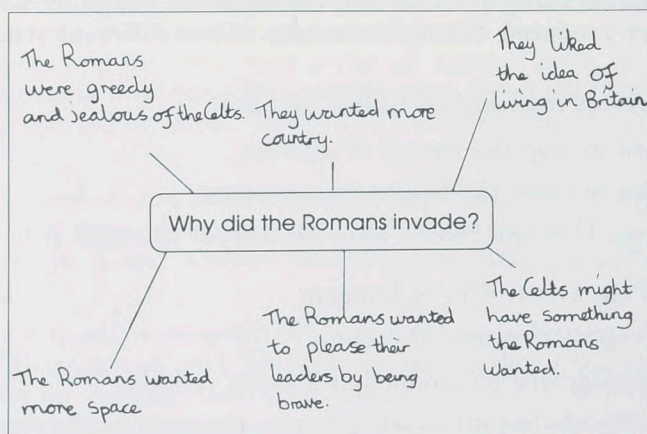 The Romans
were greedy
and jealous of the Celts.
They wanted more
country.
They liked
the idea of
living in Britain
Why did the Romans invade?
The Romans wanted
more space
The Romans wanted
to please their
leaders by being
brave.
The Celts might
have something
the Romans
wanted.